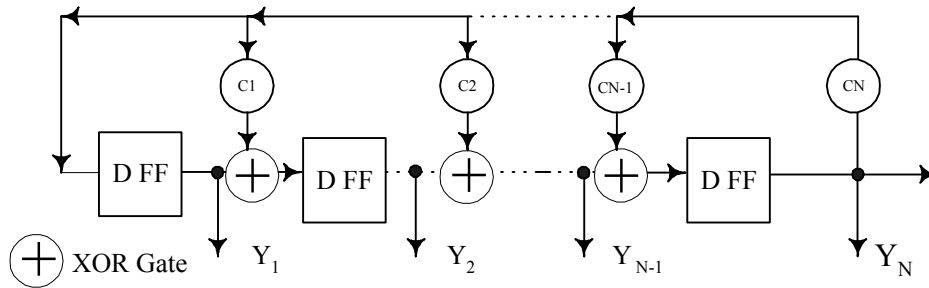 C1
C2
CN-1
CN
D FF
D FF
D FF
XOR Gate
Y1
Y2
YN-1
YN